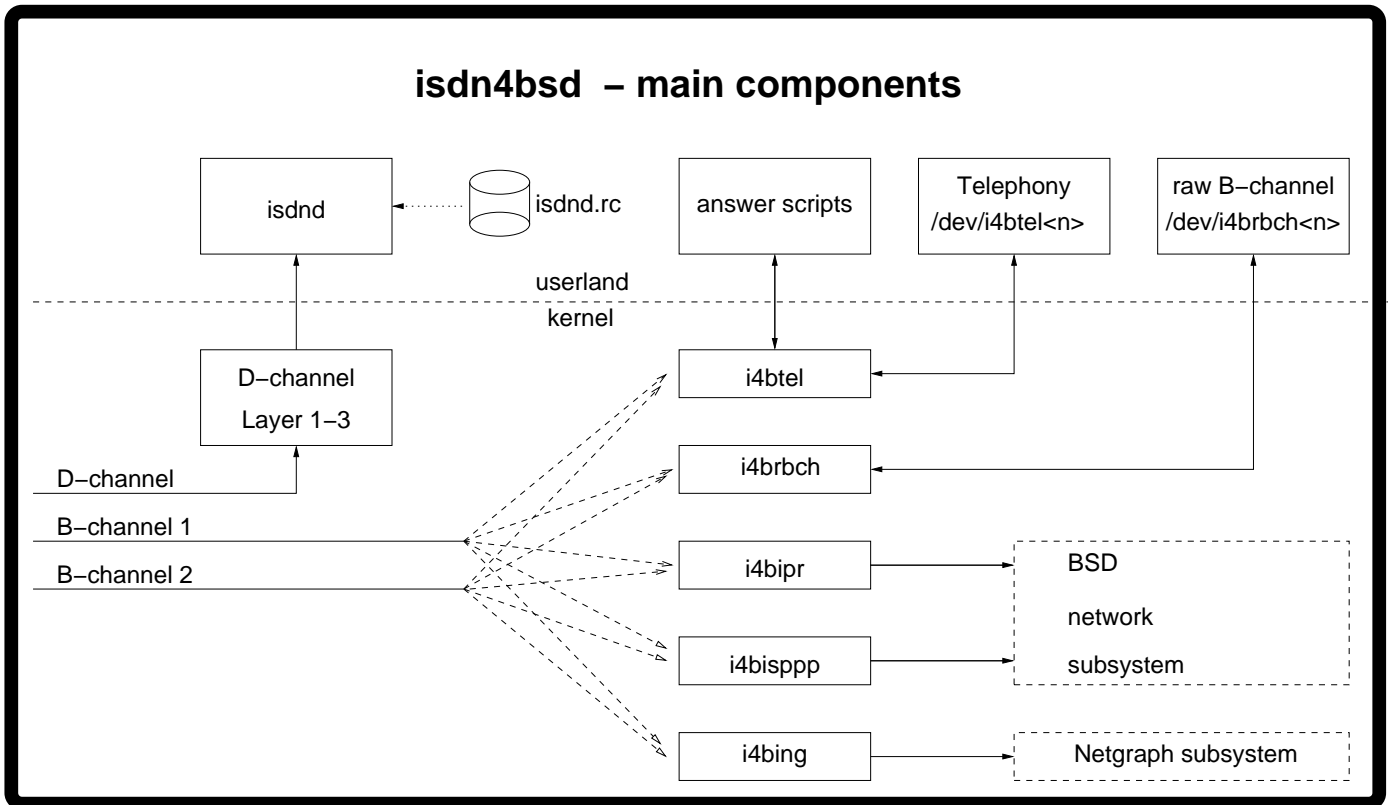 isdn4bsd – main components
isdnd
isdnd.rc
answer scripts
Telephony
/dev/i4btel<n>
raw B−channel
/dev/i4brbch<n>
userland
kernel
D−channel
Layer 1−3
i4btel
i4brbch
D−channel
B−channel 1
B−channel 2
i4bipr
BSD
network
subsystem
i4bisppp
i4bing
Netgraph subsystem